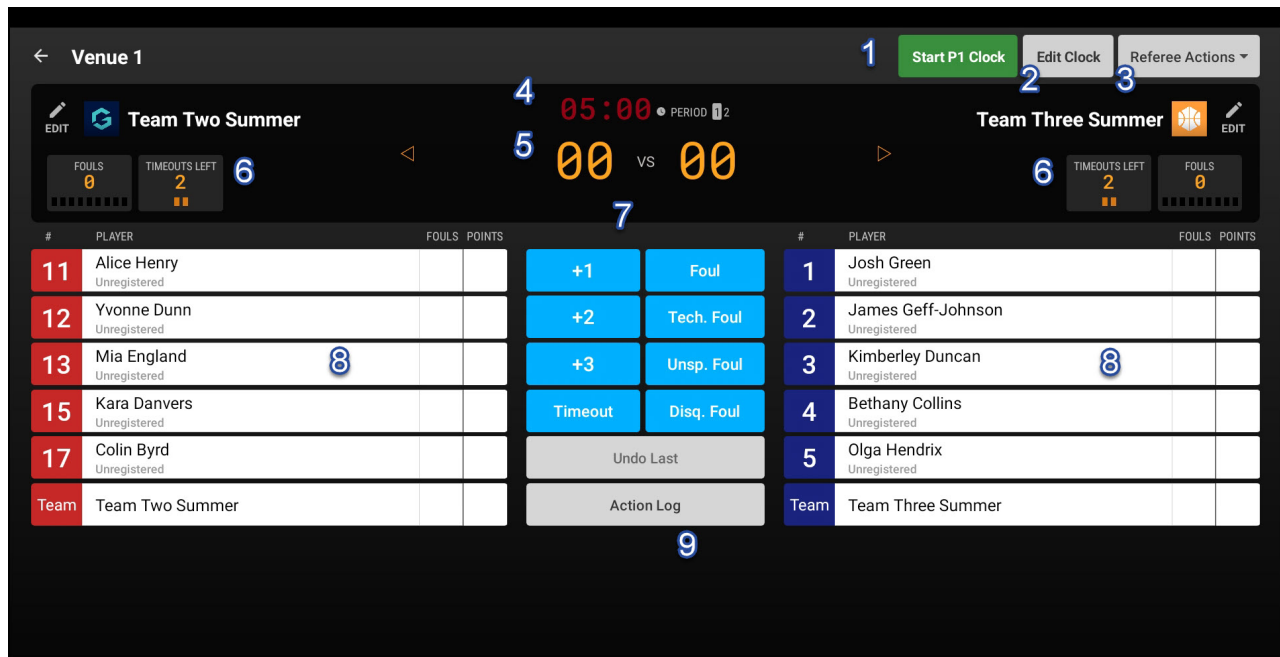 Venue 1
1
Start P1 Clock
Edit Clock
2
Referee Actions
3
EDIT
Team Two Summer
4
05:00 PERIOD 1 2
Team Three Summer
EDIT
FOULS
0
TIMEOUTS LEFT
2
6
5
00 VS 00
6
TIMEOUTS LEFT
2
FOULS
0
7
# PLAYER FOULS POINTS
11 Alice Henry
Unregistered
12 Yvonne Dunn
Unregistered
13 Mia England
Unregistered
8
15 Kara Danvers
Unregistered
17 Colin Byrd
Unregistered
Team Team Two Summer
+1 Foul
+2 Tech. Foul
+3 Unsp. Foul
Timeout Disq. Foul
Undo Last
Action Log
9
# PLAYER FOULS POINTS
1 Josh Green
Unregistered
2 James Geff-Johnson
Unregistered
3 Kimberley Duncan
Unregistered
8
4 Bethany Collins
Unregistered
5 Olga Hendrix
Unregistered
Team Team Three Summer